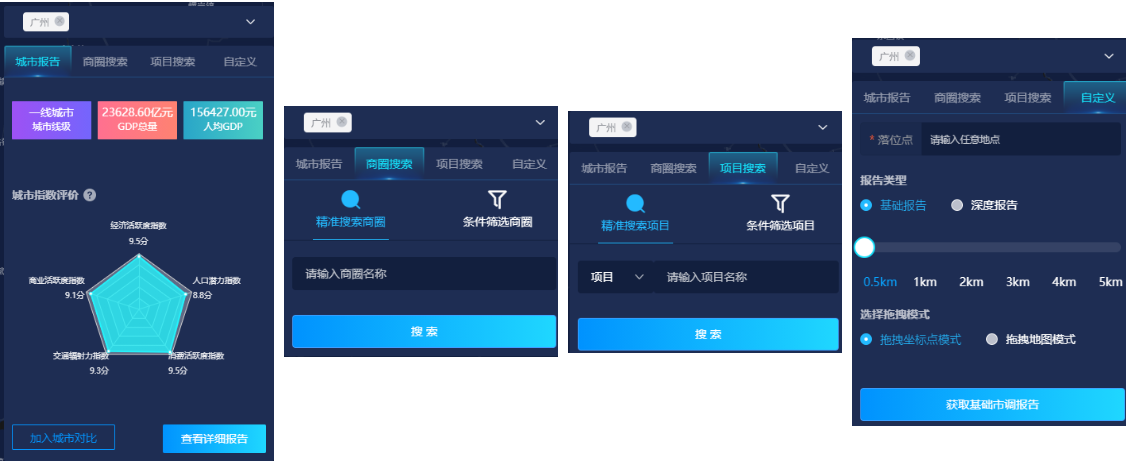 广州
城市报告 商圈搜索 项目搜索 自定义
一线城市 23628.60亿元 156427.00元
城市线级 GDP总量 人均GDP
城市指数评价 ?
经济活跃度指数
9.5分
商业活跃度指数 人口潜力指数
9.1分 8.8分
交通辐射力指数 消费活跃度指数
9.3分 9.5分
加入城市对比 查看详细报告
广州
城市报告 商圈搜索 项目搜索 自定义
精准搜索商圈 条件筛选商圈
请输入商圈名称
搜 索
广州
城市报告 商圈搜索 项目搜索 自定义
精准搜索项目 条件筛选项目
项目 请输入项目名称
搜 索
广州
城市报告 商圈搜索 项目搜索 自定义
* 落位点 请输入任意地点
报告类型
基础报告 深度报告
0.5km 1km 2km 3km 4km 5km
选择拖拽模式
拖拽坐标点模式 拖拽地图模式
获取基础市调报告